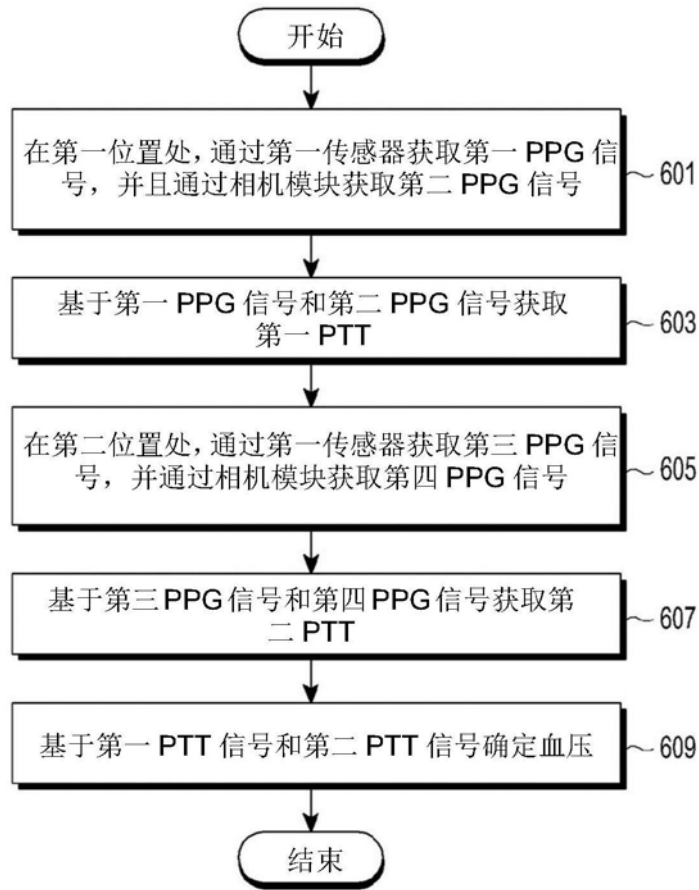 开始
在第一位置处，通过第一传感器获取第一 PPG 信
号，并且通过相机模块获取第二 PPG 信号
601
基于第一 PPG 信号和第二 PPG 信号获取
第一 PTT
603
在第二位置处，通过第一传感器获取第三 PPG 信
号，并通过相机模块获取第四 PPG 信号
605
基于第三 PPG 信号和第四 PPG 信号获取第
二 PTT
607
基于第一 PTT 信号和第二 PTT 信号确定血压
609
结束